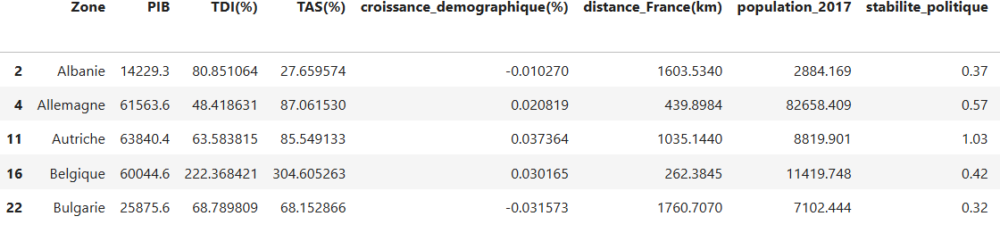 Zone PIB TDI(%) TAS(%) croissance_demographique(%) distance_France(km) population_2017 stabilite_politique
2 Albanie 14229.3 80.851064 27.659574 -0.010270 1603.5340 2884.169 0.37
4 Allemagne 61563.6 48.418631 87.061530 0.020819 439.8984 82658.409 0.57
11 Autriche 63840.4 63.583815 85.549133 0.037364 1035.1440 8819.901 1.03
16 Belgique 60044.6 222.368421 304.605263 0.030165 262.3845 11419.748 0.42
22 Bulgarie 25875.6 68.789809 68.152866 -0.031573 1760.7070 7102.444 0.32